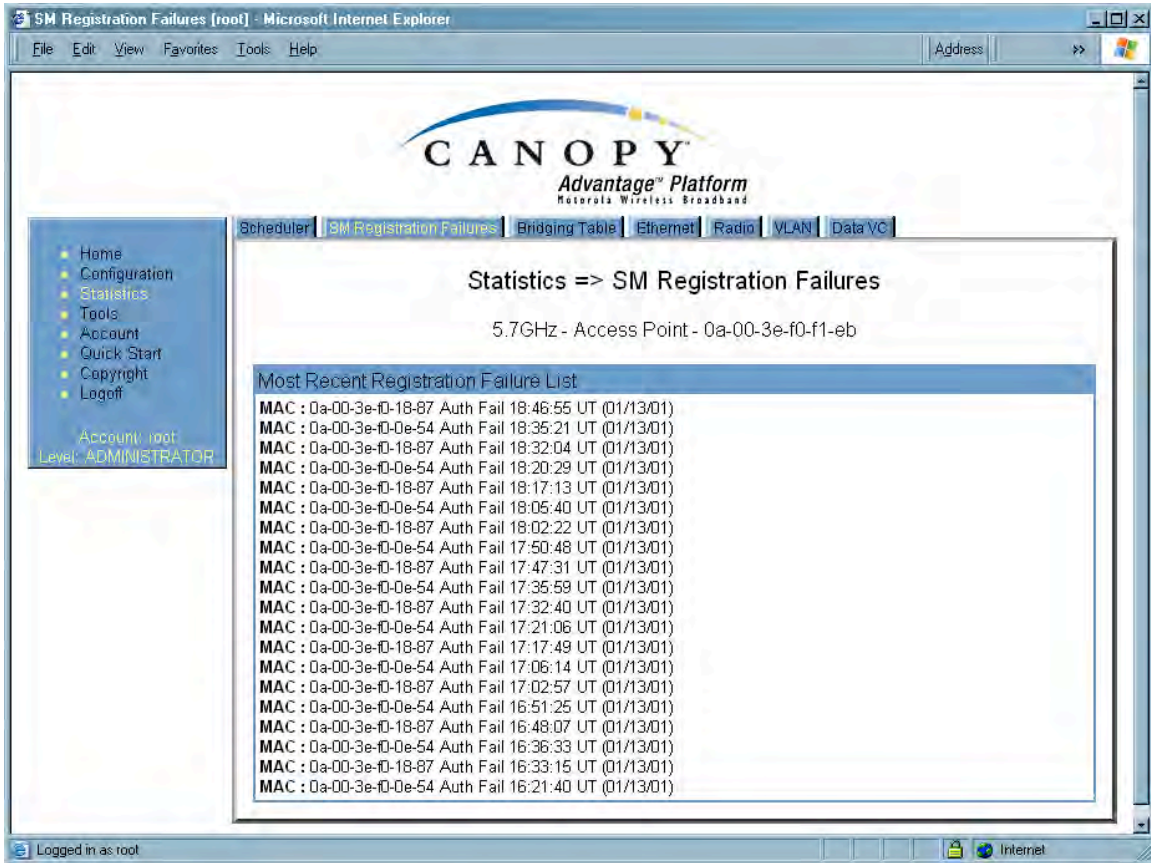 SM Registration Failures [root] - Microsoft Internet Explorer
File Edit View Favorites Tools Help Address »
CANOPY™
Advantage™ Platform
Motorola Wireless Broadband
Scheduler SM Registration Failures Bridging Table Ethernet Radio VLAN Data VC
Home
Configuration
Statistics
Tools
Account
Quick Start
Copyright
Logoff
Account: root
Level: ADMINISTRATOR
Statistics => SM Registration Failures
5.7GHz - Access Point - 0a-00-3e-f0-f1-eb
Most Recent Registration Failure List
MAC : 0a-00-3e-f0-18-87 Auth Fail 18:46:55 UT (01/13/01)
MAC : 0a-00-3e-f0-0e-54 Auth Fail 18:35:21 UT (01/13/01)
MAC : 0a-00-3e-f0-18-87 Auth Fail 18:32:04 UT (01/13/01)
MAC : 0a-00-3e-f0-0e-54 Auth Fail 18:20:29 UT (01/13/01)
MAC : 0a-00-3e-f0-18-87 Auth Fail 18:17:13 UT (01/13/01)
MAC : 0a-00-3e-f0-0e-54 Auth Fail 18:05:40 UT (01/13/01)
MAC : 0a-00-3e-f0-18-87 Auth Fail 18:02:22 UT (01/13/01)
MAC : 0a-00-3e-f0-0e-54 Auth Fail 17:50:48 UT (01/13/01)
MAC : 0a-00-3e-f0-18-87 Auth Fail 17:47:31 UT (01/13/01)
MAC : 0a-00-3e-f0-0e-54 Auth Fail 17:35:59 UT (01/13/01)
MAC : 0a-00-3e-f0-18-87 Auth Fail 17:32:40 UT (01/13/01)
MAC : 0a-00-3e-f0-0e-54 Auth Fail 17:21:06 UT (01/13/01)
MAC : 0a-00-3e-f0-18-87 Auth Fail 17:17:49 UT (01/13/01)
MAC : 0a-00-3e-f0-0e-54 Auth Fail 17:06:14 UT (01/13/01)
MAC : 0a-00-3e-f0-18-87 Auth Fail 17:02:57 UT (01/13/01)
MAC : 0a-00-3e-f0-0e-54 Auth Fail 16:51:25 UT (01/13/01)
MAC : 0a-00-3e-f0-18-87 Auth Fail 16:48:07 UT (01/13/01)
MAC : 0a-00-3e-f0-0e-54 Auth Fail 16:36:33 UT (01/13/01)
MAC : 0a-00-3e-f0-18-87 Auth Fail 16:33:15 UT (01/13/01)
MAC : 0a-00-3e-f0-0e-54 Auth Fail 16:21:40 UT (01/13/01)
Logged in as root Internet